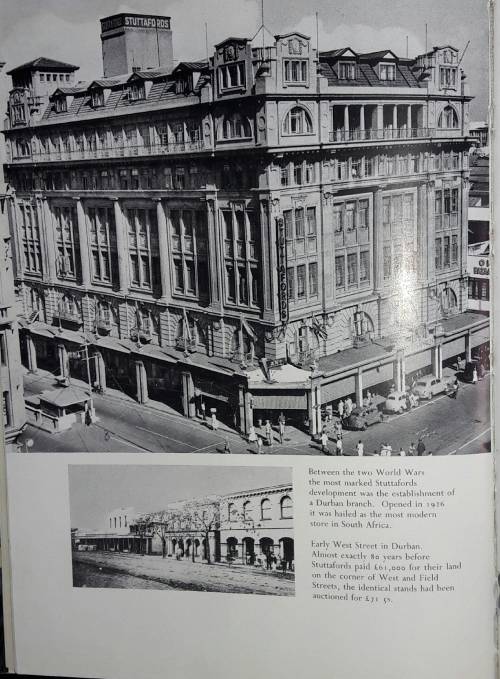 STUTTAFORDS
STUTTAFORDS
Between the two World Wars
the most marked Stuttafords
development was the establishment of
a Durban branch. Opened in 1926
it was hailed as the most modern
store in South Africa.
Early West Street in Durban.
Almost exactly 80 years before
Stuttafords paid £61,000 for their land
on the corner of West and Field
Streets, the identical stands had been
auctioned for £71 5s.